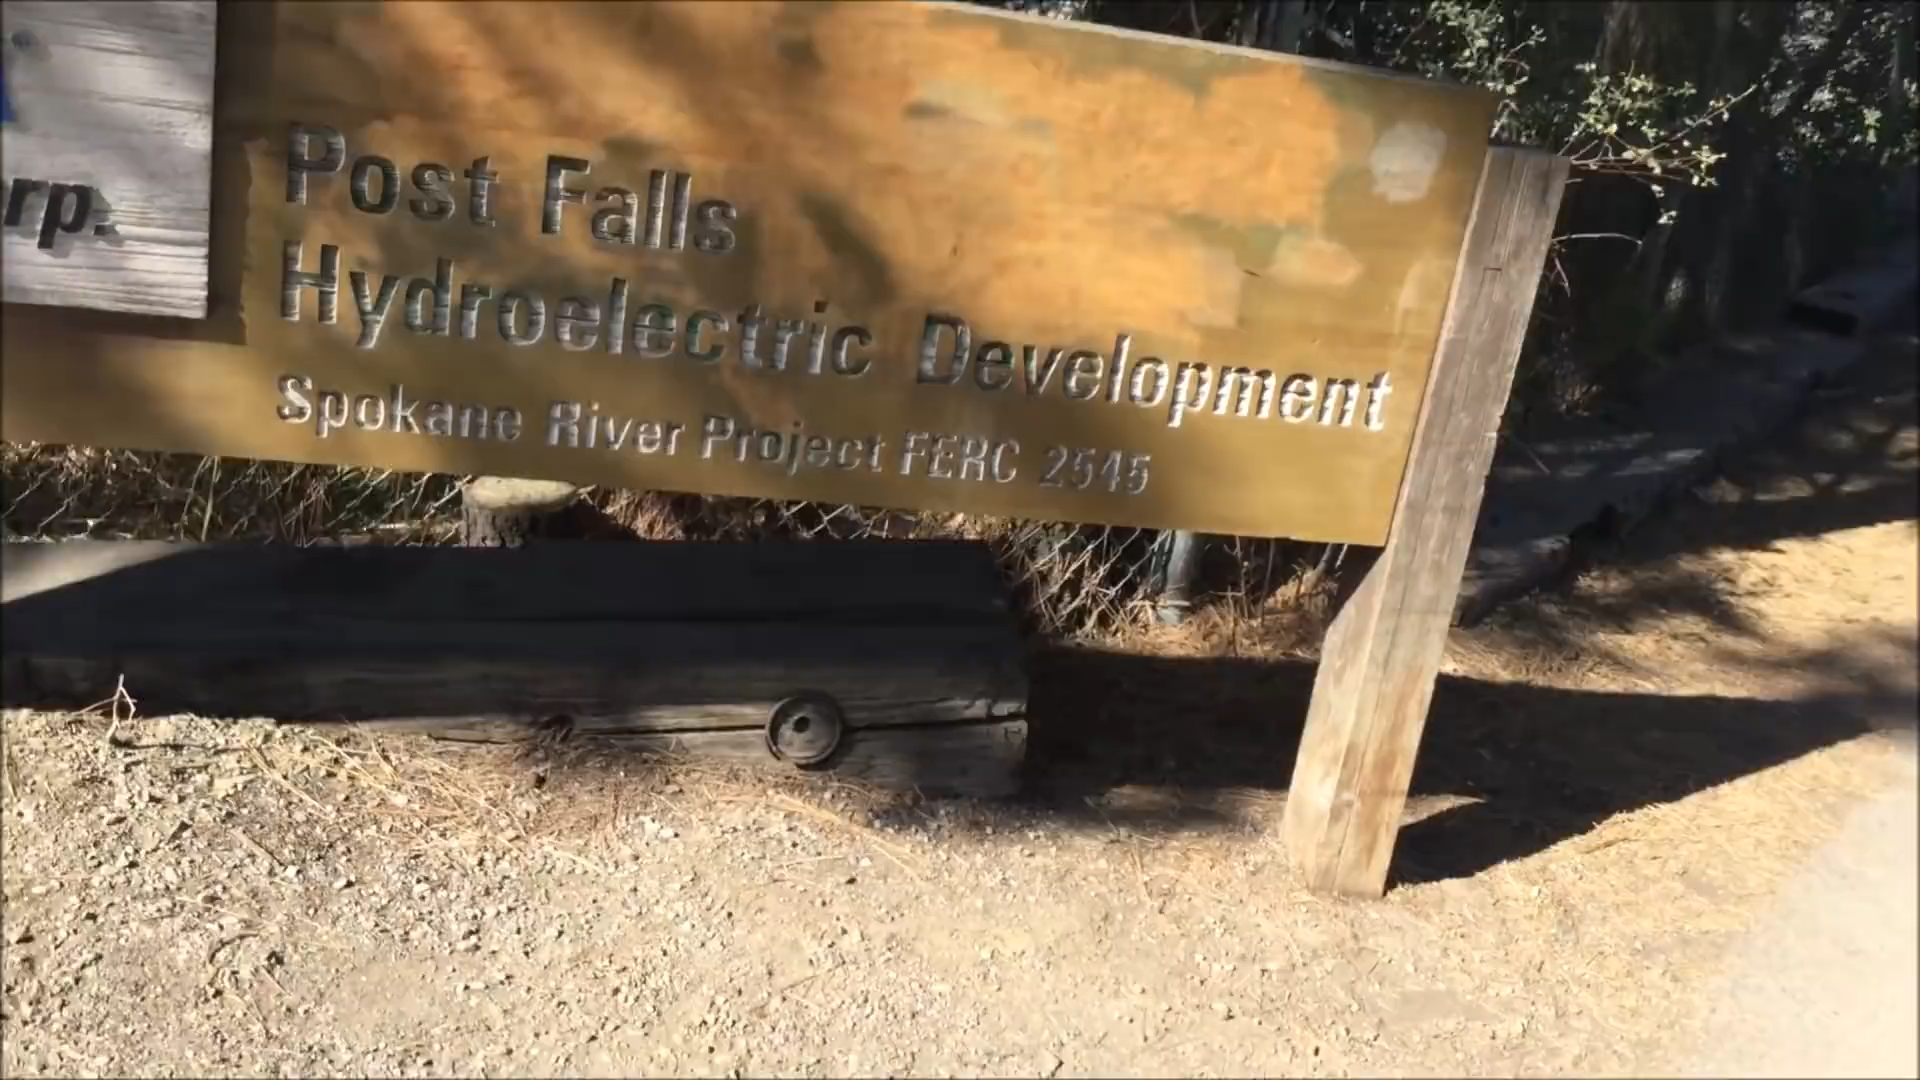 rp.
Post Falls
Hydroelectric Development
Spokane River Project FERC 2545